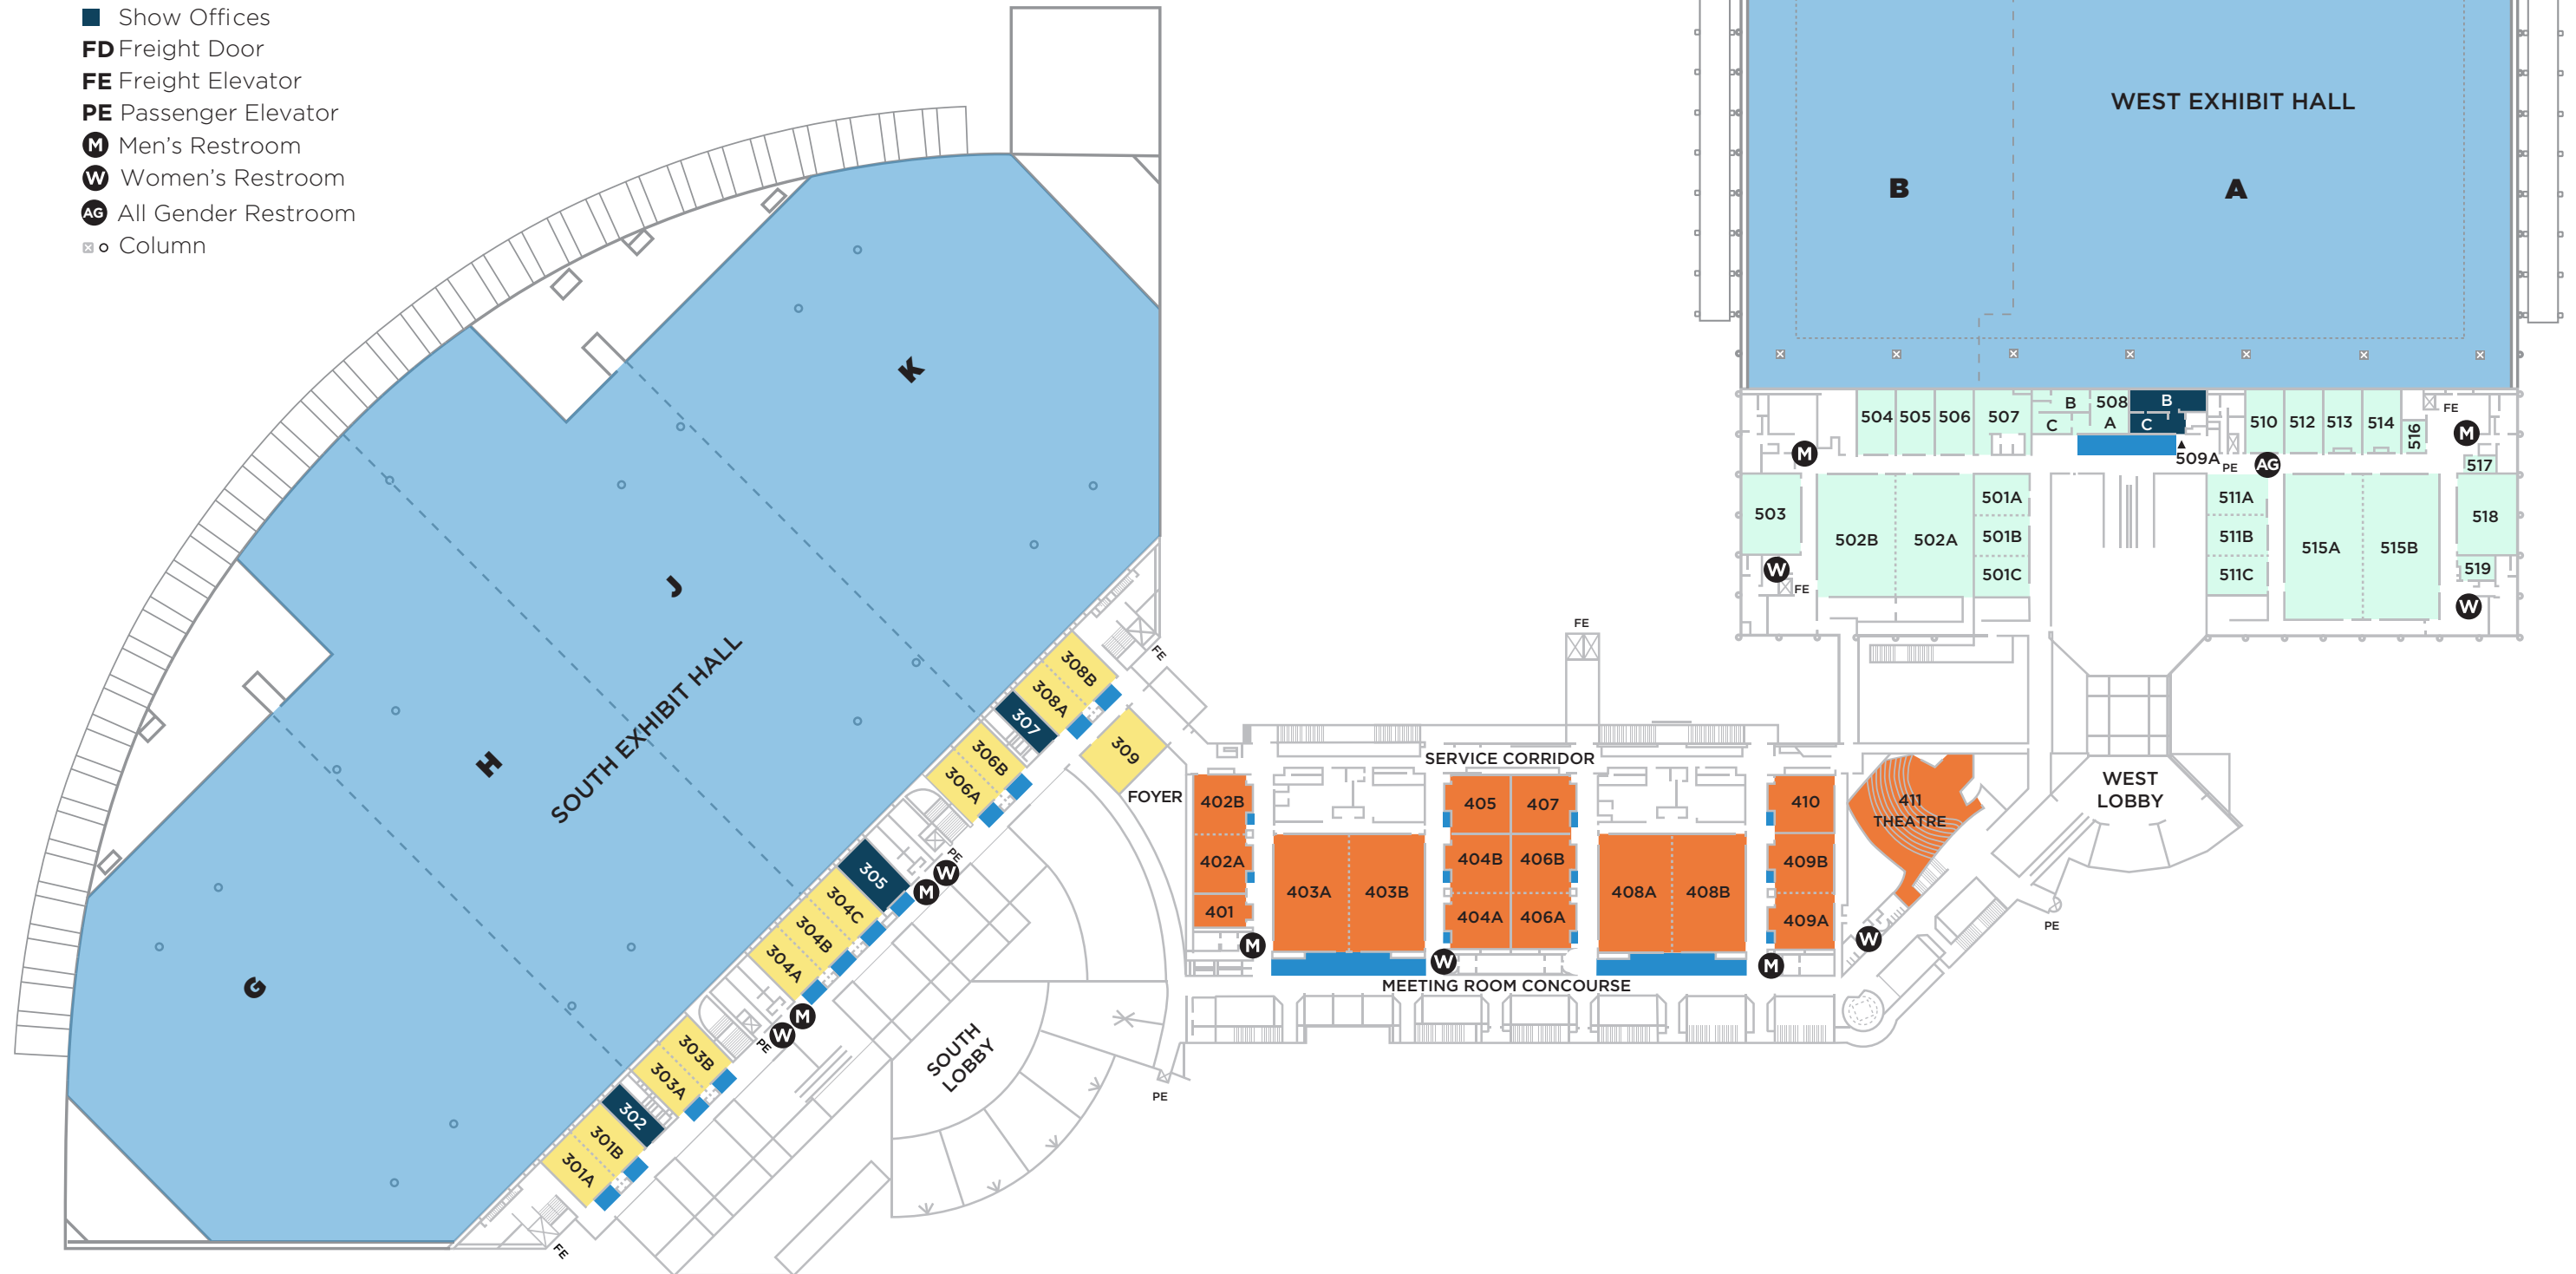 Show Offices
FD Freight Door
FE Freight Elevator
PE Passenger Elevator
M Men's Restroom
W Women's Restroom
AG All Gender Restroom
Column
K
J
H
G
SOUTH EXHIBIT HALL
308B
308A
307
309
306B
306A
305
304C
304B
304A
303B
303A
302
301B
301A
FE
PE
W
M
M
W
PE
FE
SOUTH
LOBBY
PE
FOYER
FE
SERVICE CORRIDOR
402B
402A
401
M
403A
403B
W
405
407
404B
406B
404A
406A
408A
408B
M
410
409B
409A
411
THEATRE
W
MEETING ROOM CONCOURSE
WEST
LOBBY
PE
WEST EXHIBIT HALL
B
A
504
505
506
507
B
C
508
A
B
C
509A
PE
AG
510
512
513
514
516
FE
M
517
M
503
W
FE
502B
502A
501A
501B
501C
511A
511B
511C
515A
515B
518
519
W